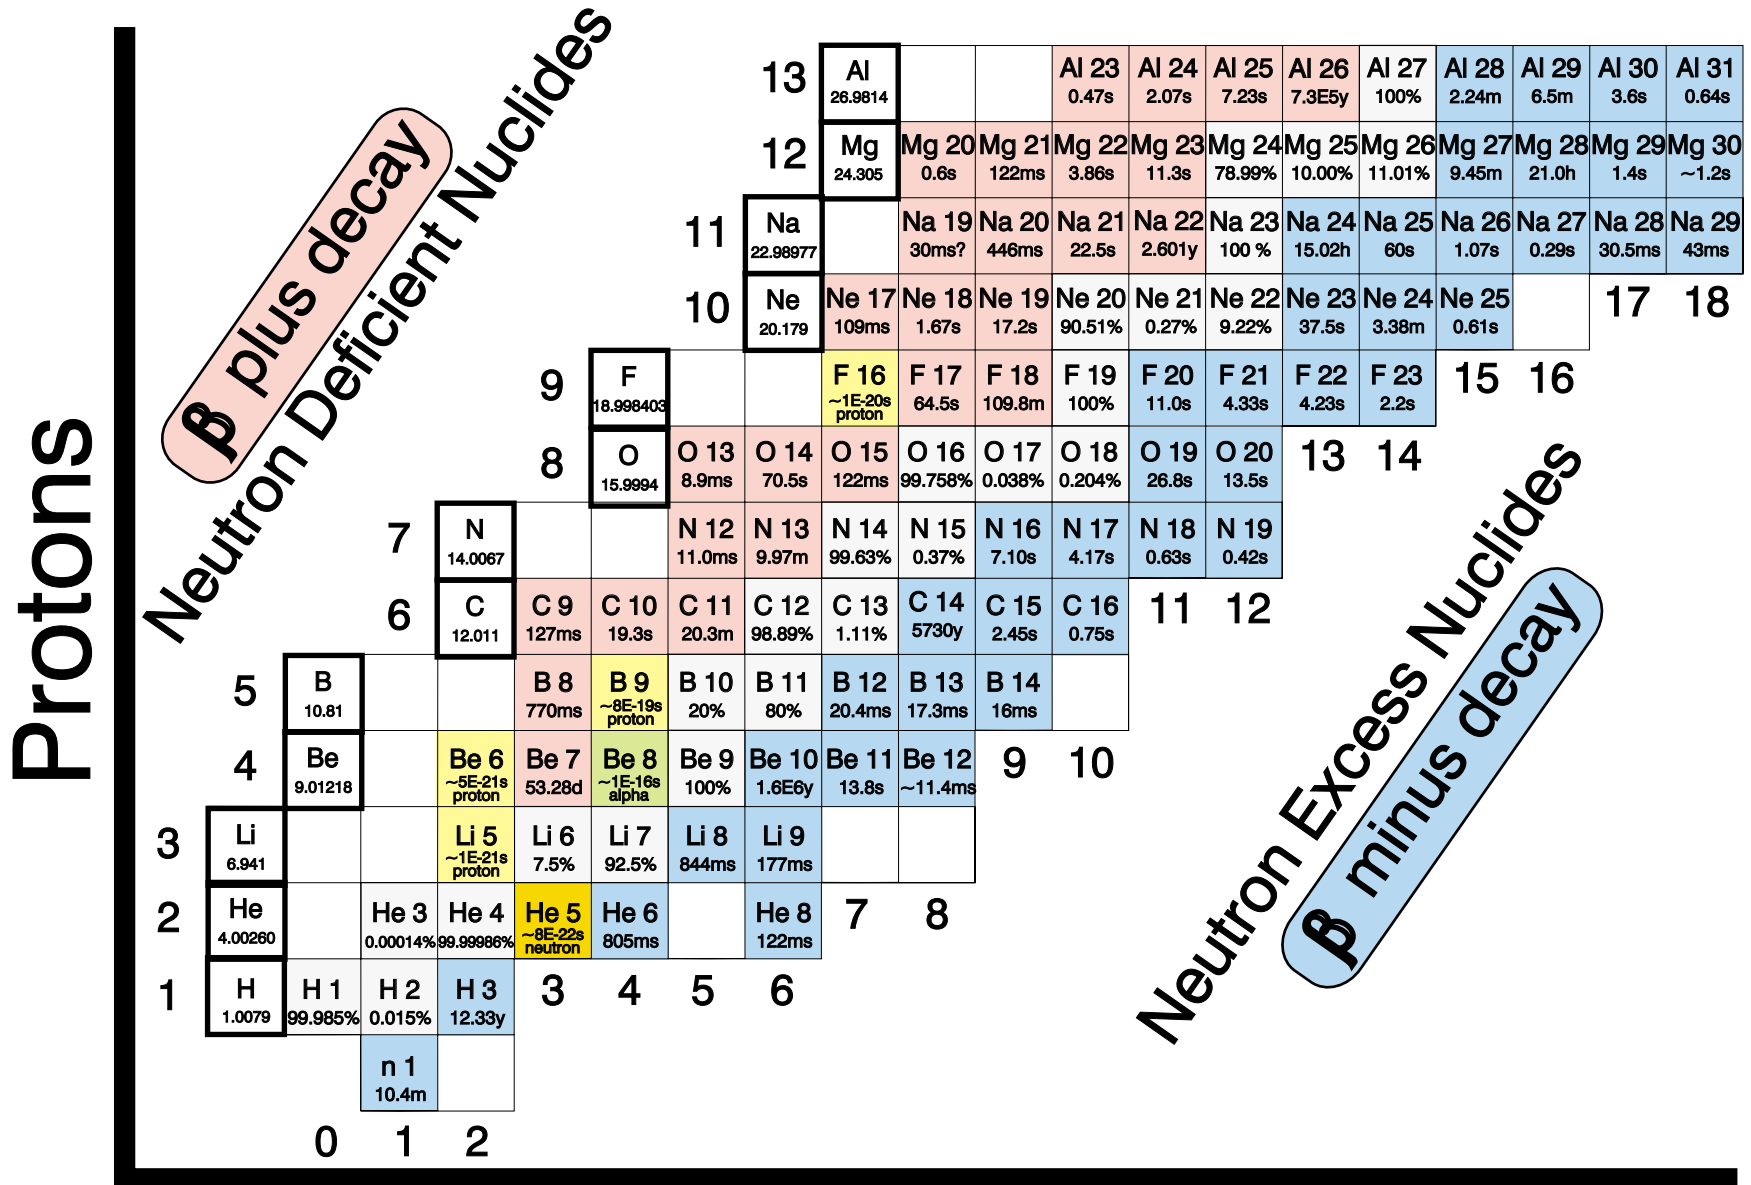 Protons
β plus decay
Neutron Deficient Nuclides
Neutron Excess Nuclides
β minus decay
13 Al Al 23 Al 24 Al 25 Al 26 Al 27 Al 28 Al 29 Al 30 Al 31
26.9814 0.47s 2.07s 7.23s 7.3E5y 100% 2.24m 6.5m 3.6s 0.64s
12 Mg Mg 20 Mg 21 Mg 22 Mg 23 Mg 24 Mg 25 Mg 26 Mg 27 Mg 28 Mg 29 Mg 30
24.305 0.6s 122ms 3.86s 11.3s 78.99% 10.00% 11.01% 9.45m 21.0h 1.4s ~1.2s
11 Na Na 19 Na 20 Na 21 Na 22 Na 23 Na 24 Na 25 Na 26 Na 27 Na 28 Na 29
22.98977 30ms? 446ms 22.5s 2.601y 100 % 15.02h 60s 1.07s 0.29s 30.5ms 43ms
10 Ne Ne 17 Ne 18 Ne 19 Ne 20 Ne 21 Ne 22 Ne 23 Ne 24 Ne 25 17 18
20.179 109ms 1.67s 17.2s 90.51% 0.27% 9.22% 37.5s 3.38m 0.61s
9 F F 16 F 17 F 18 F 19 F 20 F 21 F 22 F 23 15 16
18.998403 ~1E-20s 64.5s 109.8m 100% 11.0s 4.33s 4.23s 2.2s
proton
8 O O 13 O 14 O 15 O 16 O 17 O 18 O 19 O 20 13 14
15.9994 8.9ms 70.5s 122ms 99.758% 0.038% 0.204% 26.8s 13.5s
7 N N 12 N 13 N 14 N 15 N 16 N 17 N 18 N 19
14.0067 11.0ms 9.97m 99.63% 0.37% 7.10s 4.17s 0.63s 0.42s
6 C C 9 C 10 C 11 C 12 C 13 C 14 C 15 C 16 11 12
12.011 127ms 19.3s 20.3m 98.89% 1.11% 5730y 2.45s 0.75s
5 B B 8 B 9 B 10 B 11 B 12 B 13 B 14
10.81 770ms ~8E-19s 20% 80% 20.4ms 17.3ms 16ms
proton
4 Be Be 6 Be 7 Be 8 Be 9 Be 10 Be 11 Be 12 9 10
9.01218 ~5E-21s 53.28d ~1E-16s 100% 1.6E6y 13.8s ~11.4ms
proton alpha
3 Li Li 5 Li 6 Li 7 Li 8 Li 9
6.941 ~1E-21s 7.5% 92.5% 844ms 177ms
proton
2 He He 3 He 4 He 5 He 6 He 8 7 8
4.00260 0.00014% 99.99986% ~8E-22s 805ms 122ms
neutron
1 H H 1 H 2 H 3 3 4 5 6
1.0079 99.985% 0.015% 12.33y
n 1
10.4m
0 1 2